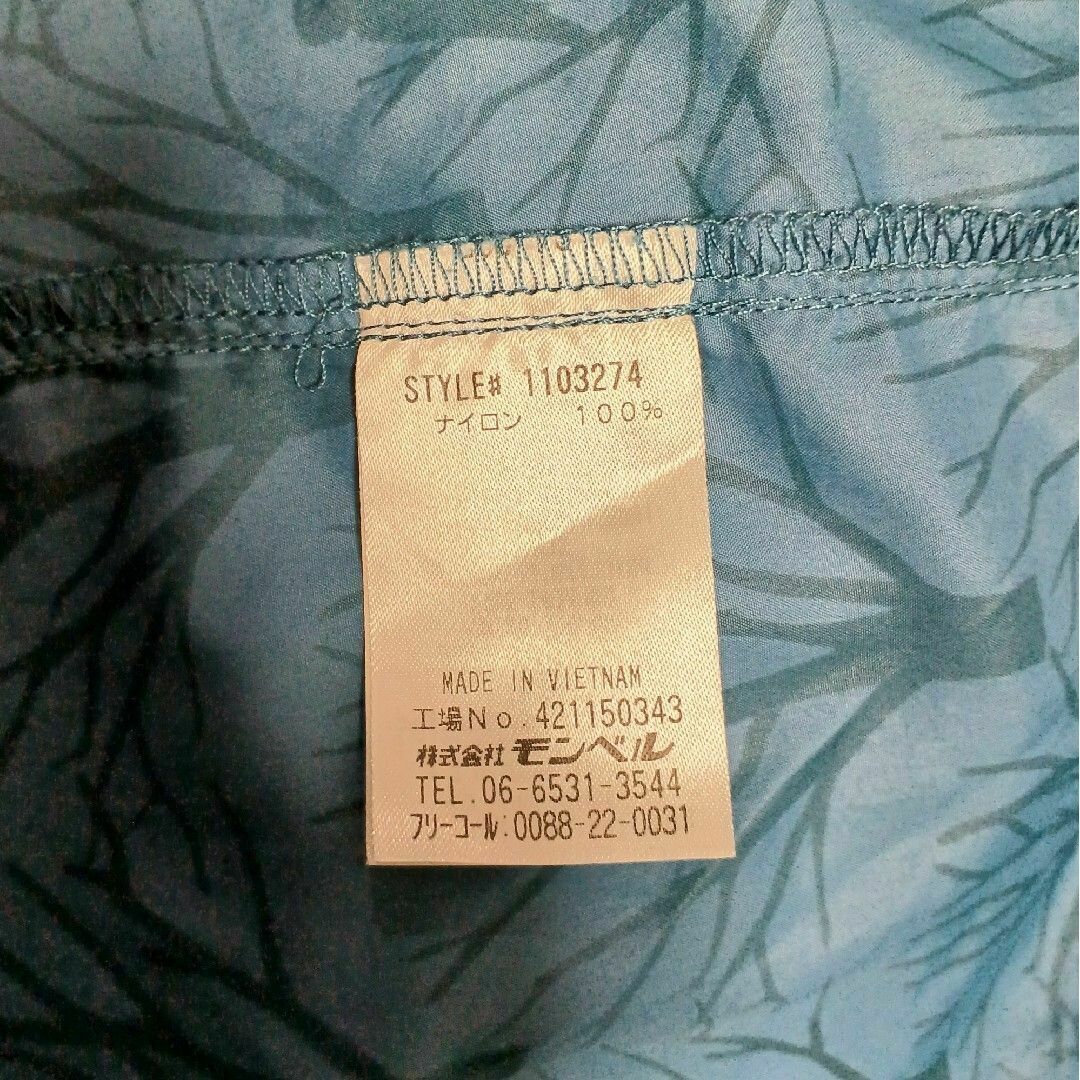 STYLE# 1103274
ナイロン 100%
MADE IN VIETNAM
工場No.421150343
株式会社 モンベル
TEL.06-6531-3544
フリーコール:0088-22-0031